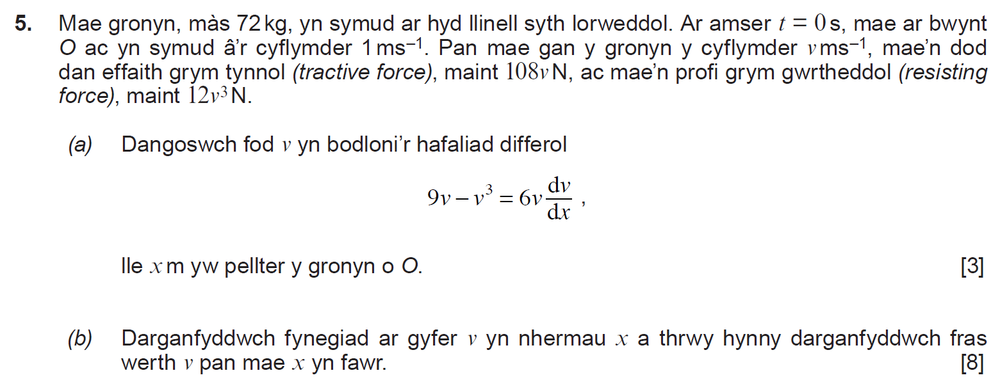 5. Mae gronyn, màs 72 kg, yn symud ar hyd llinell syth lorweddol. Ar amser t = 0 s, mae ar bwynt
O ac yn symud â'r cyflymder 1 ms⁻¹. Pan mae gan y gronyn y cyflymder v ms⁻¹, mae'n dod
dan effaith grym tynnol (tractive force), maint 108v N, ac mae'n profi grym gwrtheddol (resisting
force), maint 12v³ N.
(a) Dangoswch fod v yn bodloni'r hafaliad differol
9v – v³ = 6v dv/dx ,
lle x m yw pellter y gronyn o O. [3]
(b) Darganfyddwch fynegiad ar gyfer v yn nhermau x a thrwy hynny darganfyddwch fras
werth v pan mae x yn fawr. [8]